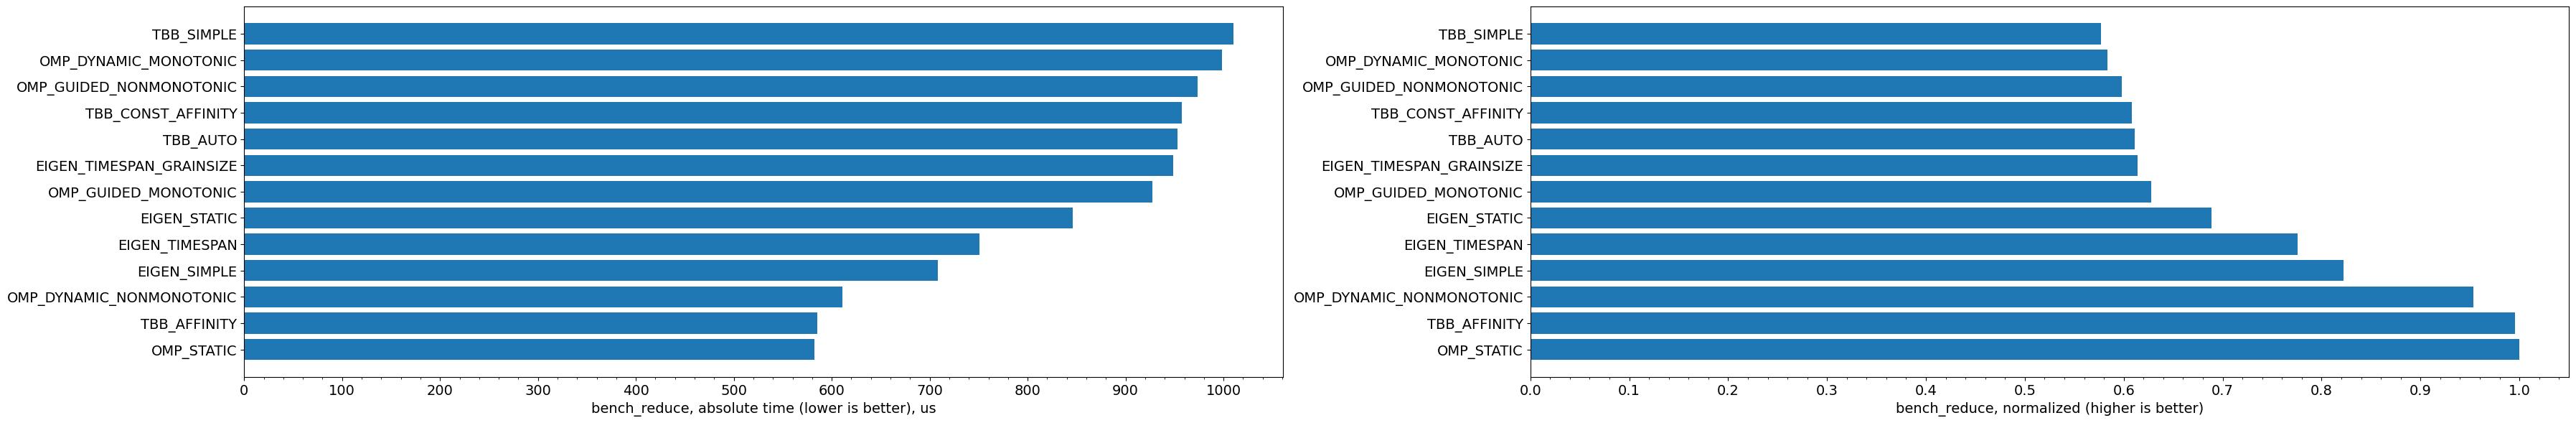 TBB_SIMPLE
OMP_DYNAMIC_MONOTONIC
OMP_GUIDED_NONMONOTONIC
TBB_CONST_AFFINITY
TBB_AUTO
EIGEN_TIMESPAN_GRAINSIZE
OMP_GUIDED_MONOTONIC
EIGEN_STATIC
EIGEN_TIMESPAN
EIGEN_SIMPLE
OMP_DYNAMIC_NONMONOTONIC
TBB_AFFINITY
OMP_STATIC
0 100 200 300 400 500 600 700 800 900 1000
bench_reduce, absolute time (lower is better), us
TBB_SIMPLE
OMP_DYNAMIC_MONOTONIC
OMP_GUIDED_NONMONOTONIC
TBB_CONST_AFFINITY
TBB_AUTO
EIGEN_TIMESPAN_GRAINSIZE
OMP_GUIDED_MONOTONIC
EIGEN_STATIC
EIGEN_TIMESPAN
EIGEN_SIMPLE
OMP_DYNAMIC_NONMONOTONIC
TBB_AFFINITY
OMP_STATIC
0.0 0.1 0.2 0.3 0.4 0.5 0.6 0.7 0.8 0.9 1.0
bench_reduce, normalized (higher is better)